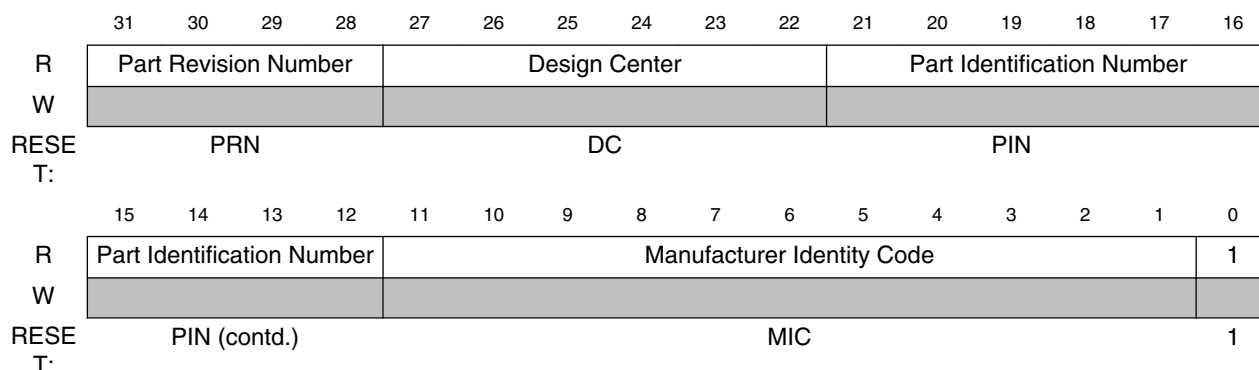 31 30 29 28 27 26 25 24 23 22 21 20 19 18 17 16
R Part Revision Number Design Center Part Identification Number
W
RESE PRN DC PIN
T:
15 14 13 12 11 10 9 8 7 6 5 4 3 2 1 0
R Part Identification Number Manufacturer Identity Code 1
W
RESE PIN (contd.) MIC 1
T: